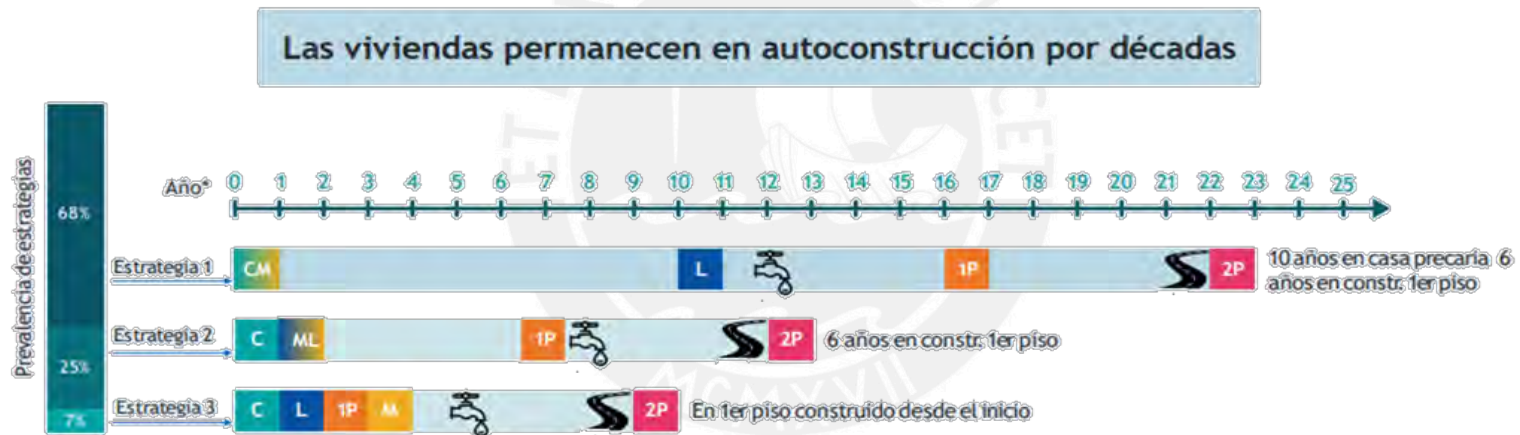 Las viviendas permanecen en autoconstrucción por décadas
Prevalencia de estrategias
68%
25%
7%
Año* 0 1 2 3 4 5 6 7 8 9 10 11 12 13 14 15 16 17 18 19 20 21 22 23 24 25
Estrategia 1 CM L 1P 2P 10 años en casa precaria 6
años en constr. 1er piso
Estrategia 2 C ML 1P 2P 6 años en constr. 1er piso
Estrategia 3 C L 1P M 2P En 1er piso construido desde el inicio
MCMXVII